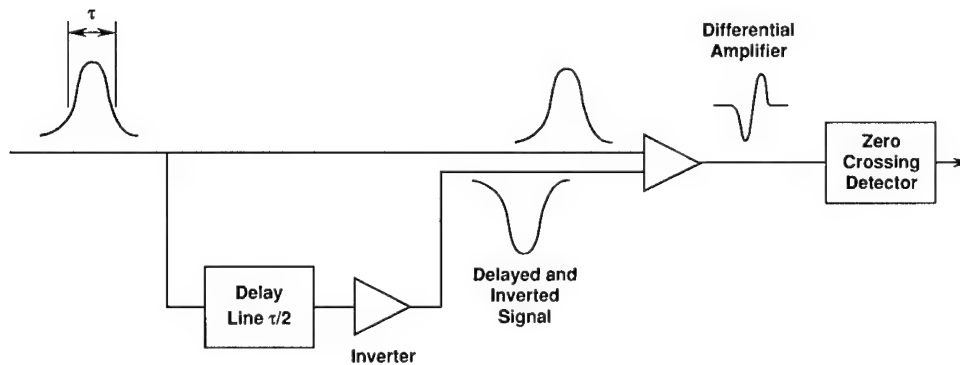 τ
Differential
Amplifier
Zero
Crossing
Detector
Delayed and
Inverted
Signal
Delay
Line τ/2
Inverter